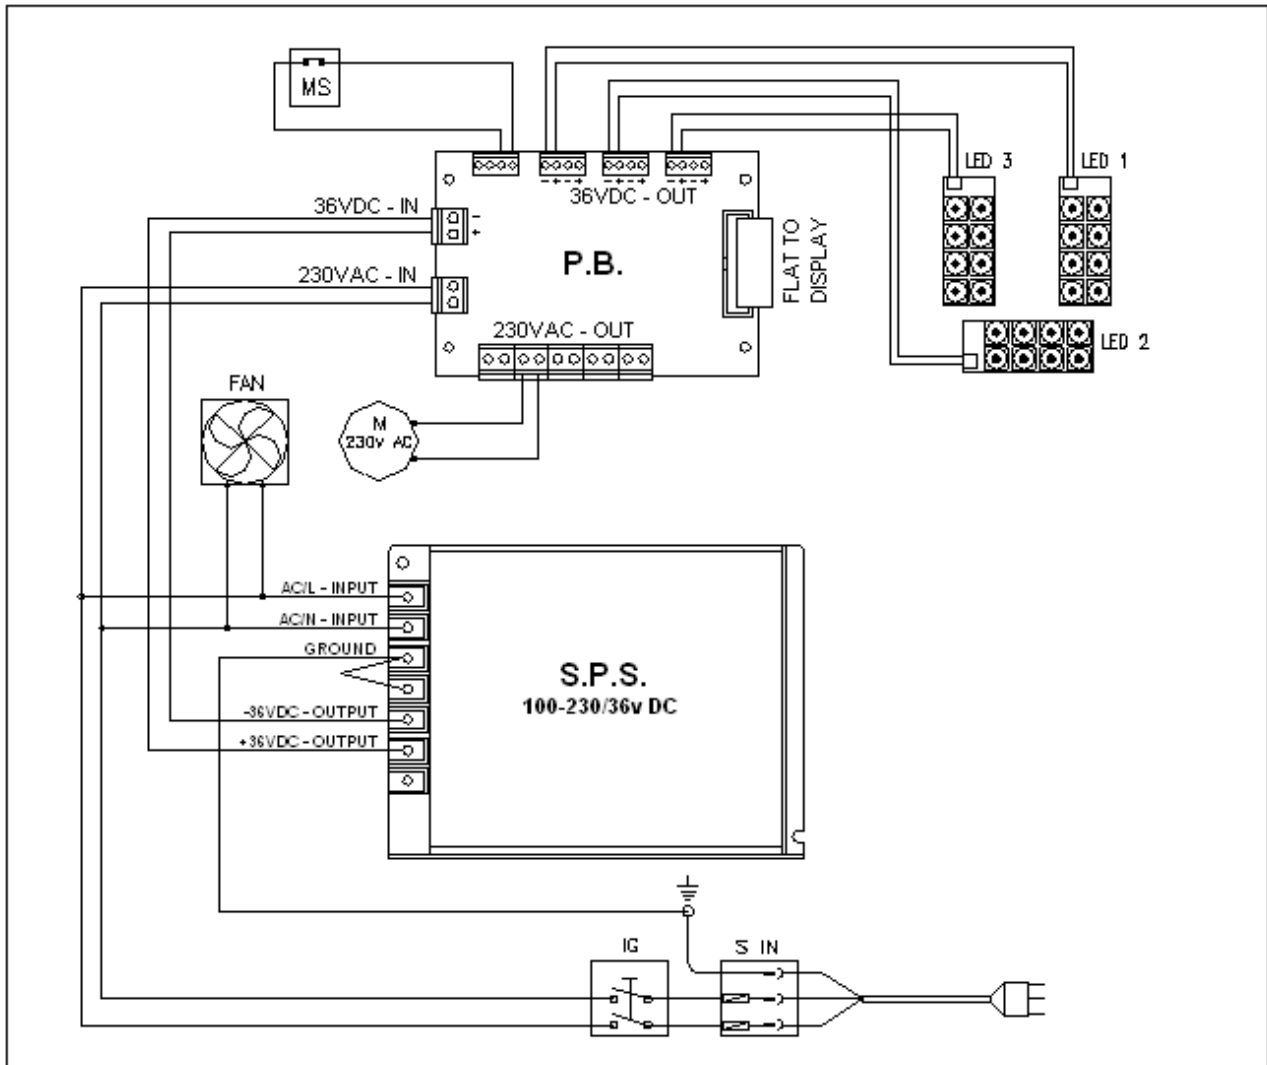 MS
LED 3
LED 1
36VDC - OUT
36VDC - IN
-
+
P.B.
FLAT TO
DISPLAY
230VAC - IN
230VAC - OUT
LED 2
FAN
M
230v AC
AC/L - INPUT
AC/N - INPUT
GROUND
S.P.S.
100-230/36v DC
-36VDC - OUTPUT
+36VDC - OUTPUT
IG
S IN